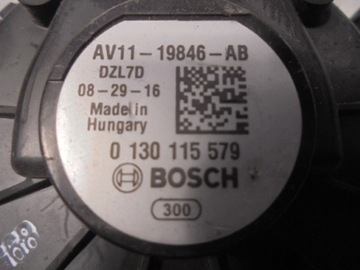 AV11-19846-AB
DZL7D
08-29-16
Made in
Hungary
0 130 115 579
BOSCH
300